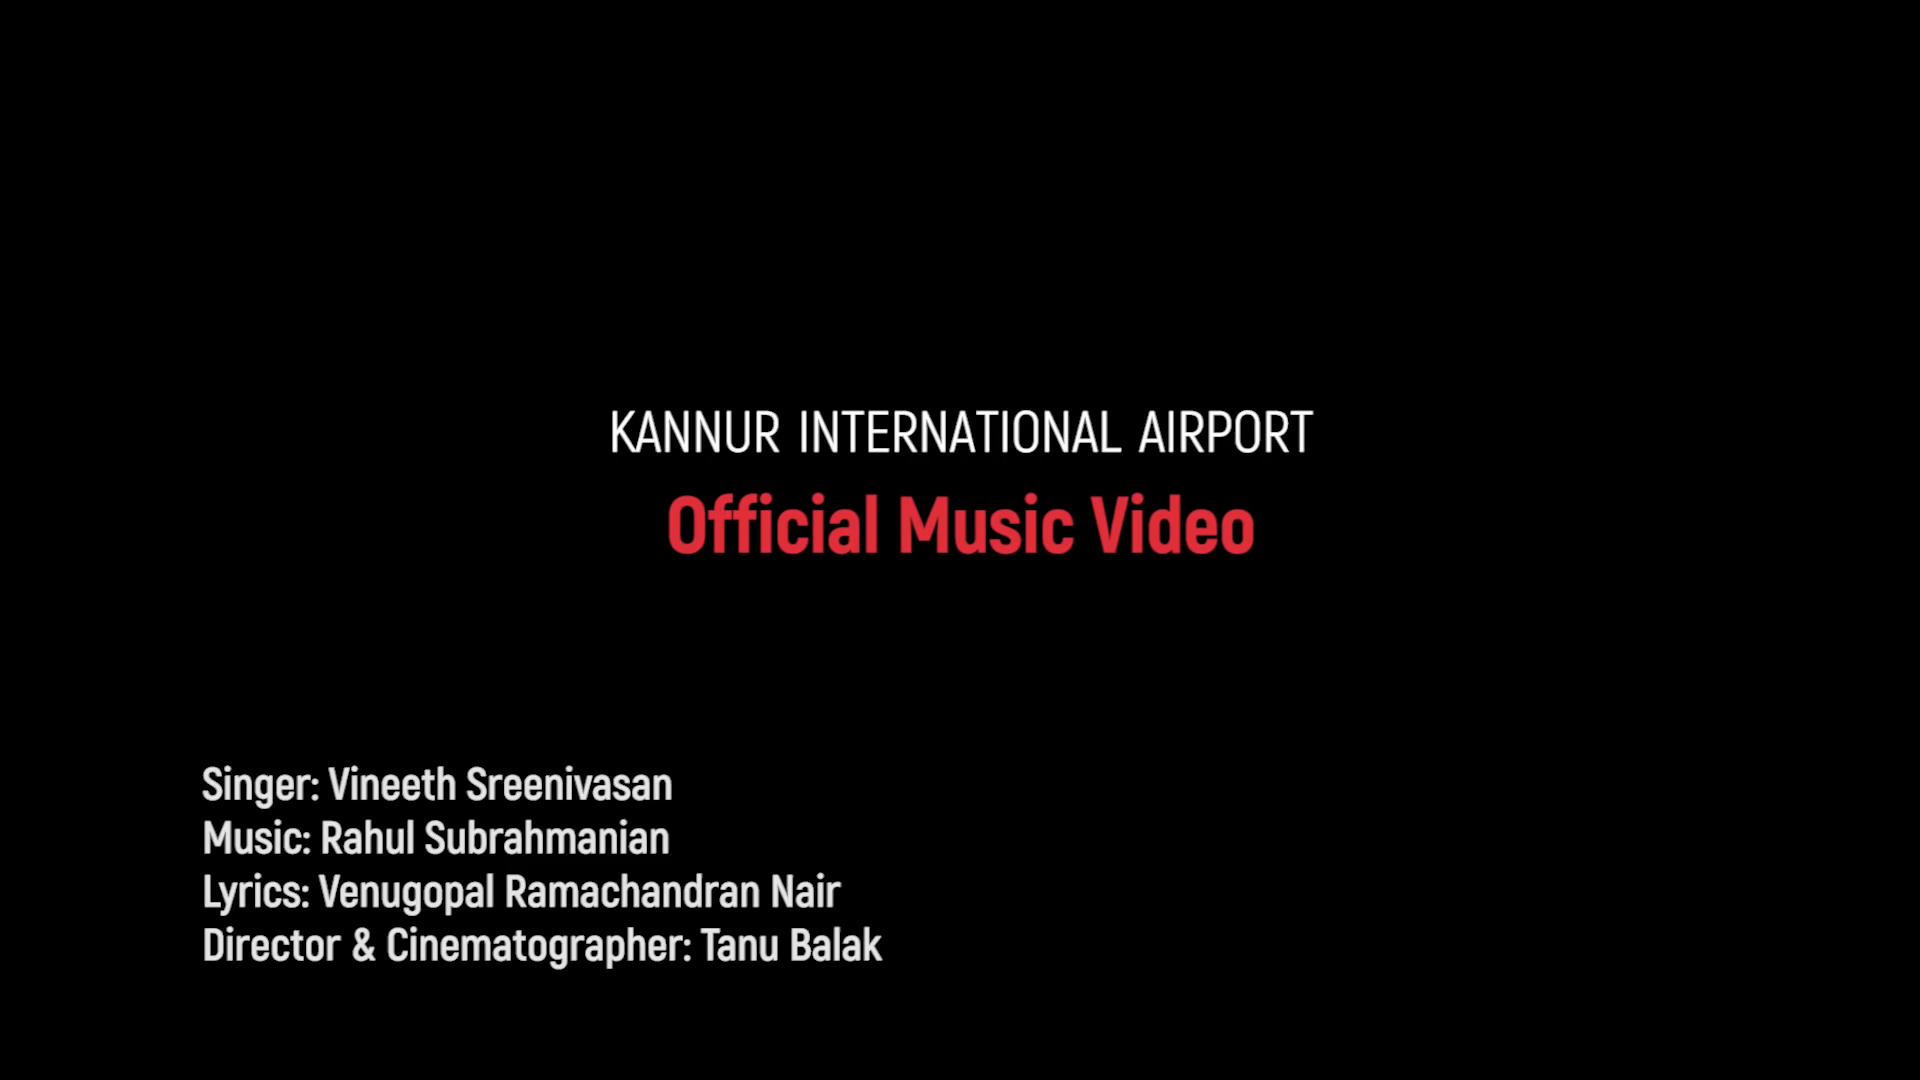 KANNUR INTERNATIONAL AIRPORT
Official Music Video
Singer: Vineeth Sreenivasan
Music: Rahul Subrahmanian
Lyrics: Venugopal Ramachandran Nair
Director & Cinematographer: Tanu Balak